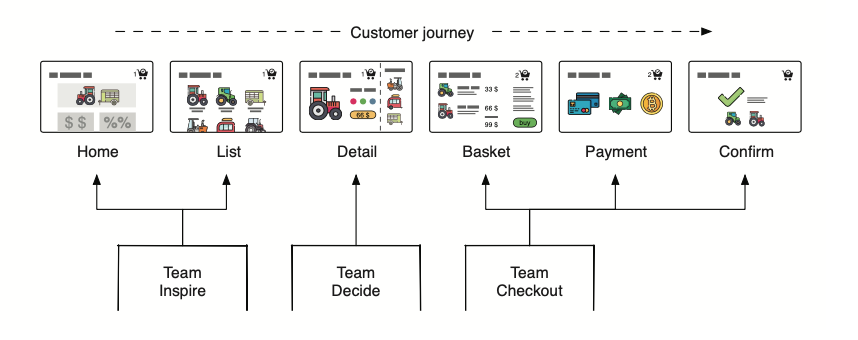 Customer journey
1
1
1
2
2
$ $
%%
66 $
33 $
66 $
99 $
buy
Home
List
Detail
Basket
Payment
Confirm
Team
Inspire
Team
Decide
Team
Checkout